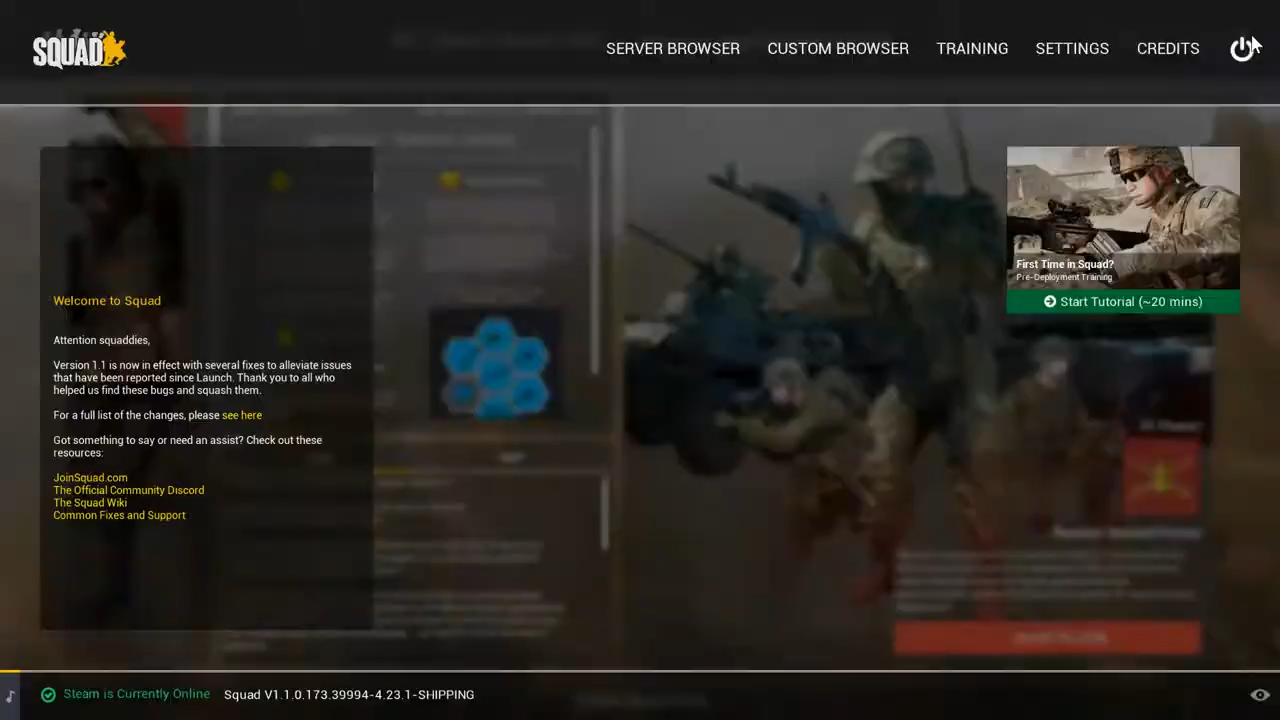 SQUAD
SERVER BROWSER
CUSTOM BROWSER
TRAINING
SETTINGS
CREDITS
Welcome to Squad
Attention squaddies,
Version 1.1 is now in effect with several fixes to alleviate issues
that have been reported since Launch. Thank you to all who
helped us find these bugs and squash them.
For a full list of the changes, please see here
Got something to say or need an assist? Check out these
resources:
JoinSquad.com
The Official Community Discord
The Squad Wiki
Common Fixes and Support
First Time in Squad?
Pre-Deployment Training
Start Tutorial (~20 mins)
Steam is Currently Online
Squad V1.1.0.173.39994-4.23.1-SHIPPING